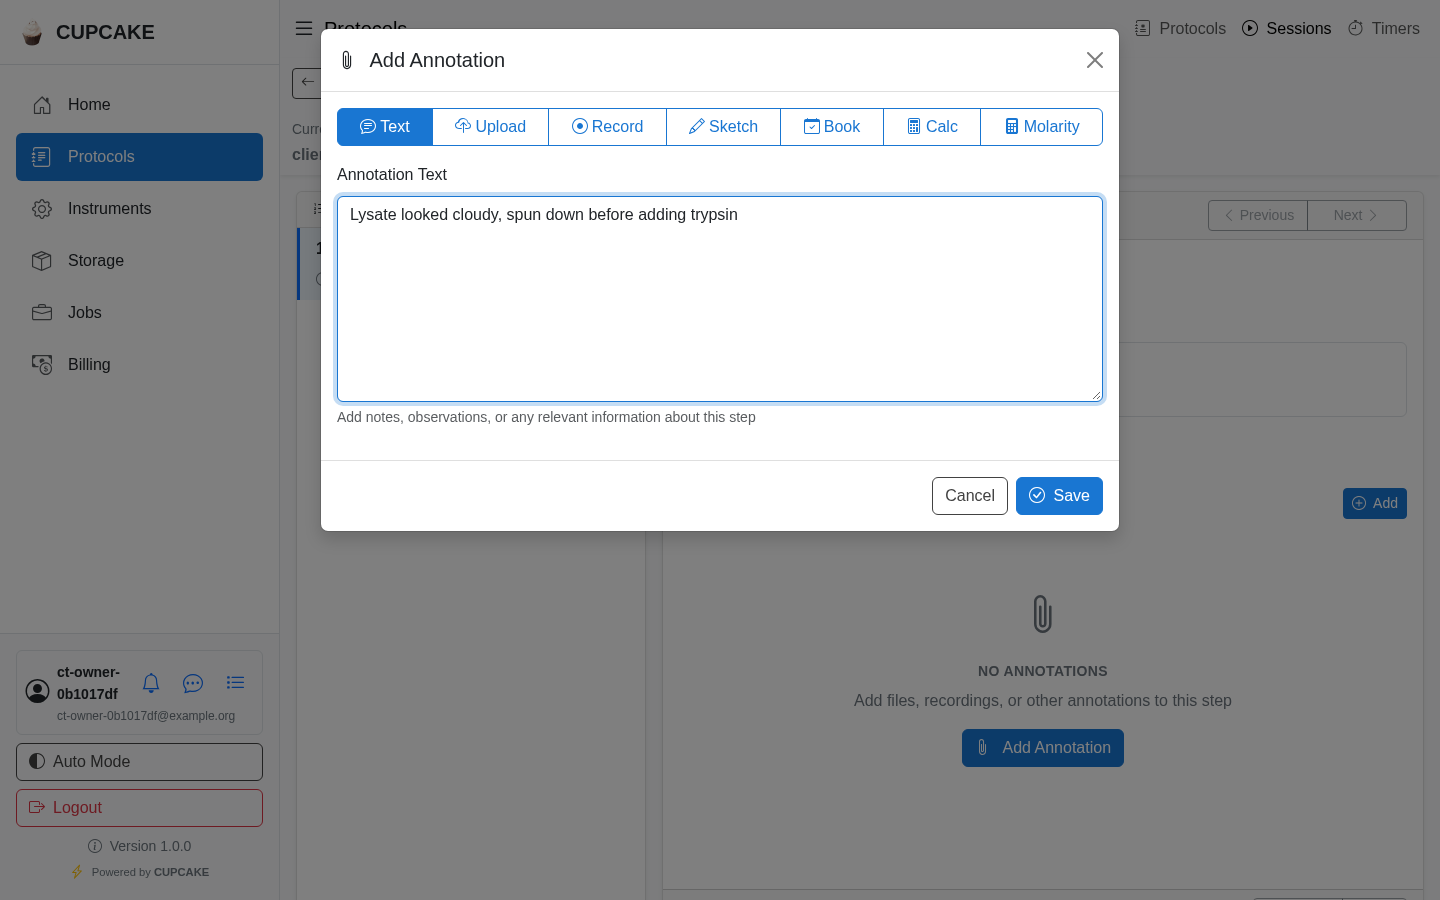 CUPCAKE
Home
Protocols
Instruments
Storage
Jobs
Billing
ct-owner-
0b1017df
ct-owner-0b1017df@example.org
Auto Mode
Logout
Version 1.0.0
Powered by CUPCAKE
Protocols
Protocols
Sessions
Timers
Add Annotation
Text
Upload
Record
Sketch
Book
Calc
Molarity
Annotation Text
Lysate looked cloudy, spun down before adding trypsin
Add notes, observations, or any relevant information about this step
Cancel
Save
Previous
Next
Add
NO ANNOTATIONS
Add files, recordings, or other annotations to this step
Add Annotation